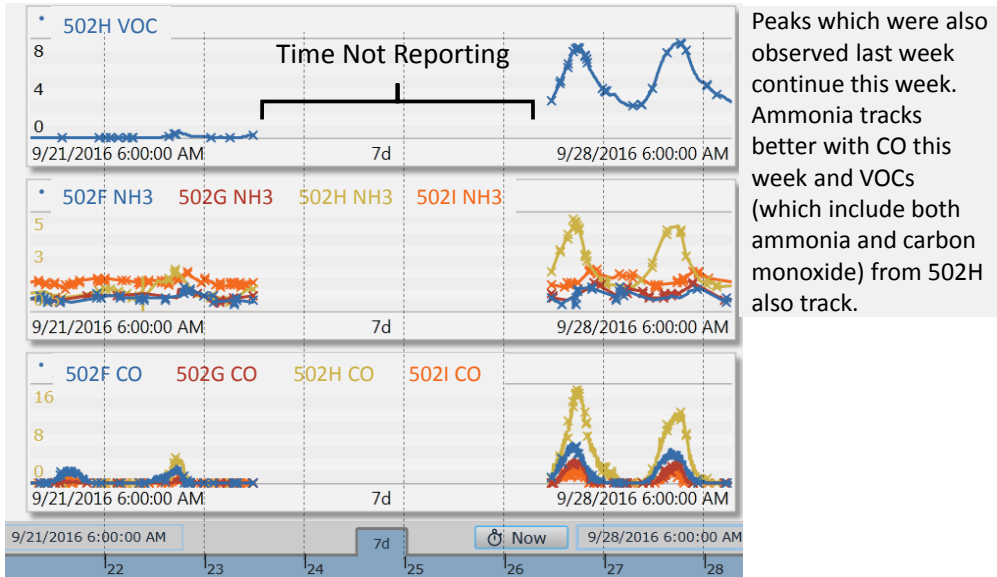 502H VOC
8
4
0
Time Not Reporting
9/21/2016 6:00:00 AM 7d 9/28/2016 6:00:00 AM
502F NH3 502G NH3 502H NH3 502I NH3
5
3
9/21/2016 6:00:00 AM 7d 9/28/2016 6:00:00 AM
502F CO 502G CO 502H CO 502I CO
16
8
0
9/21/2016 6:00:00 AM 7d 9/28/2016 6:00:00 AM
9/21/2016 6:00:00 AM 7d Now 9/28/2016 6:00:00 AM
22 23 24 25 26 27 28
Peaks which were also
observed last week
continue this week.
Ammonia tracks
better with CO this
week and VOCs
(which include both
ammonia and carbon
monoxide) from 502H
also track.